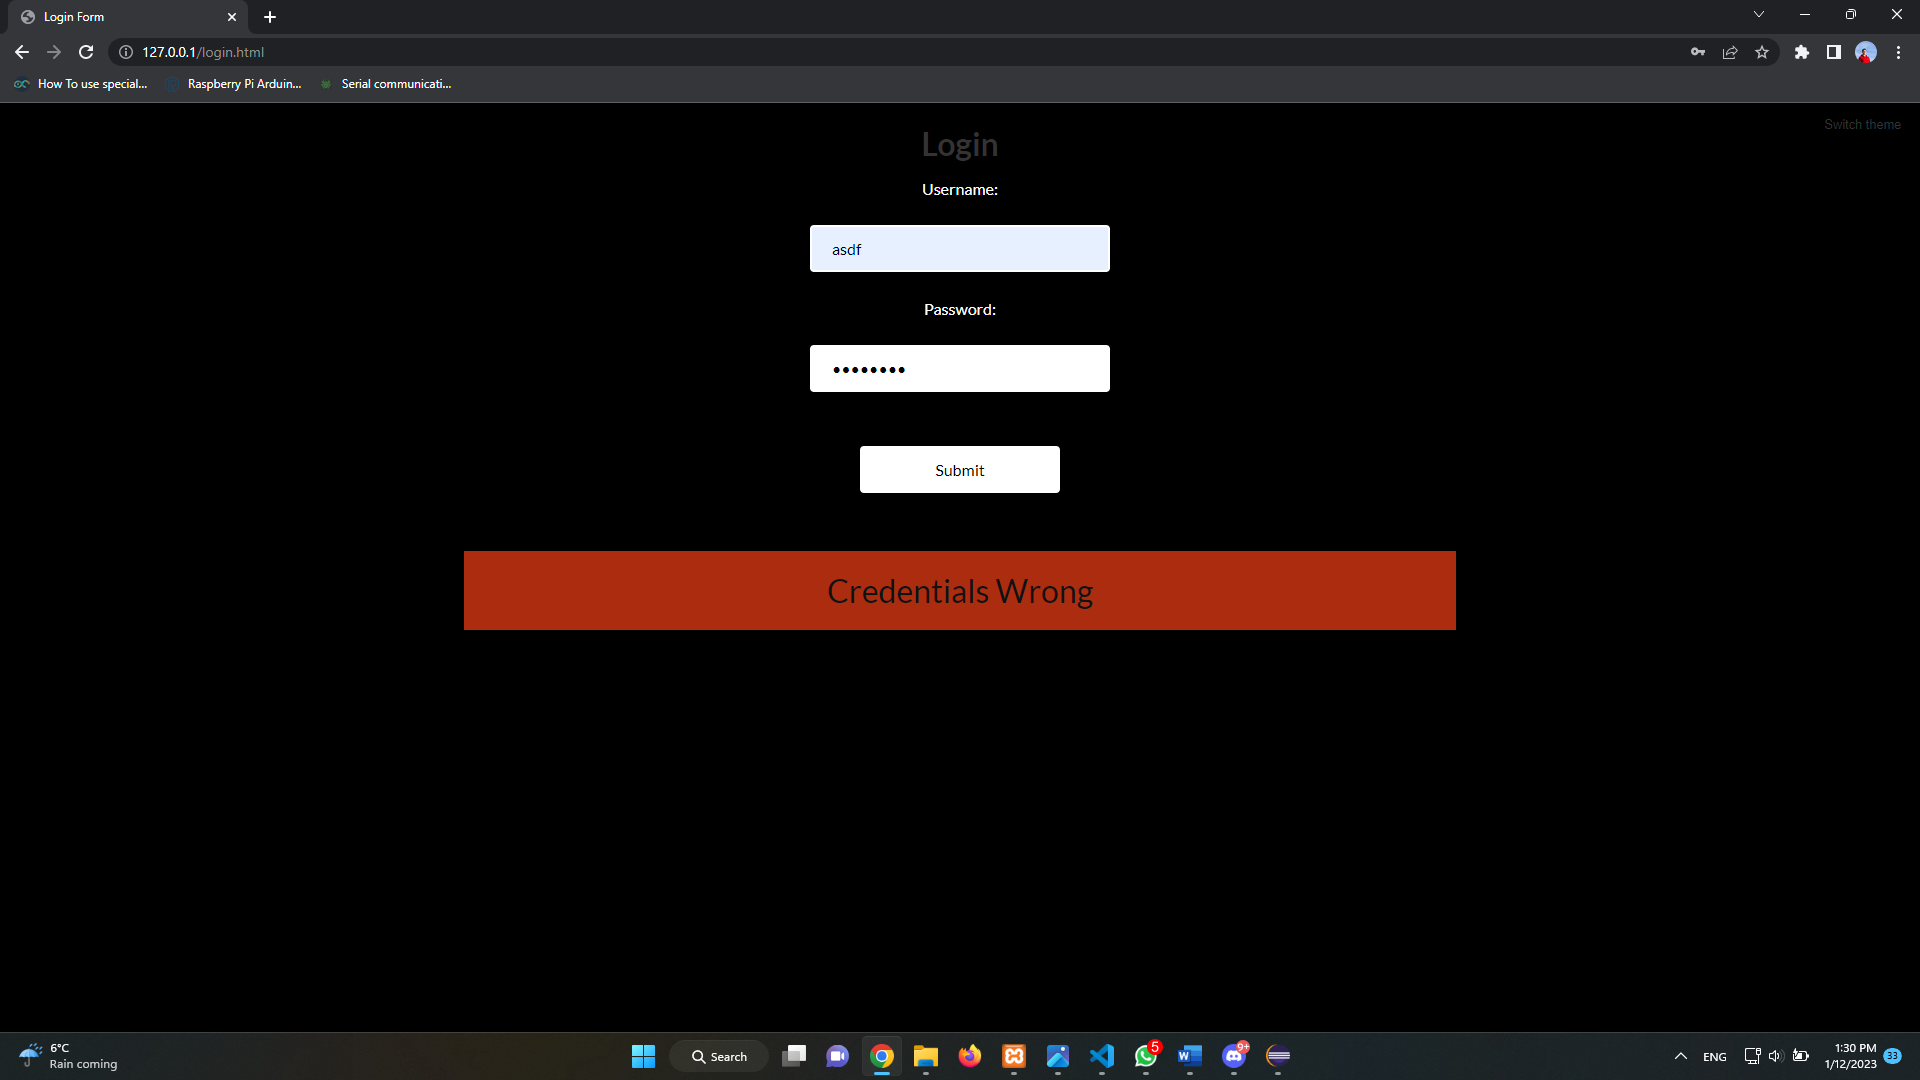 Login Form
127.0.0.1/login.html
How To use special...
Raspberry Pi Arduin...
Serial communicati...
Switch theme
Login
Username:
asdf
Password:
Submit
Credentials Wrong
6°C
Rain coming
Search
5
9+
ENG
1:30 PM
1/12/2023
33